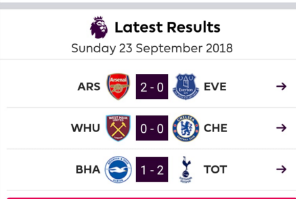 Latest Results
Sunday 23 September 2018
ARS 2-0 EVE
WHU 0-0 CHE
BHA 1-2 TOT